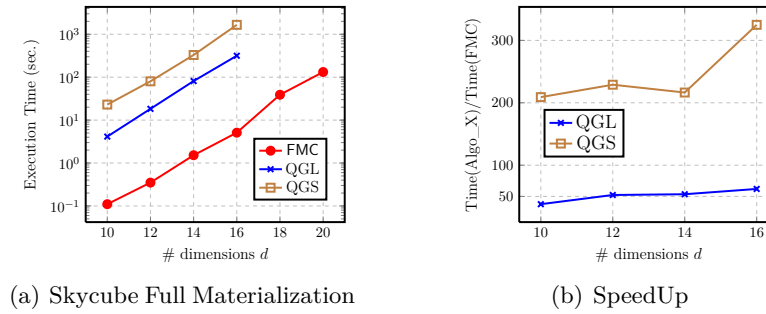 Execution Time (sec.)
10³
10²
10¹
10⁰
10⁻¹
FMC
QGL
QGS
10 12 14 16 18 20
# dimensions d
(a) Skycube Full Materialization
Time(Algo_X)/Time(FMC)
300
200
100
50
QGL
QGS
10 12 14 16
# dimensions d
(b) SpeedUp